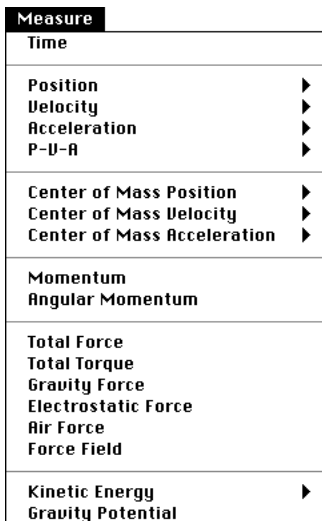 Measure
Time
Position
Velocity
Acceleration
P-V-A
Center of Mass Position
Center of Mass Velocity
Center of Mass Acceleration
Momentum
Angular Momentum
Total Force
Total Torque
Gravity Force
Electrostatic Force
Air Force
Force Field
Kinetic Energy
Gravity Potential